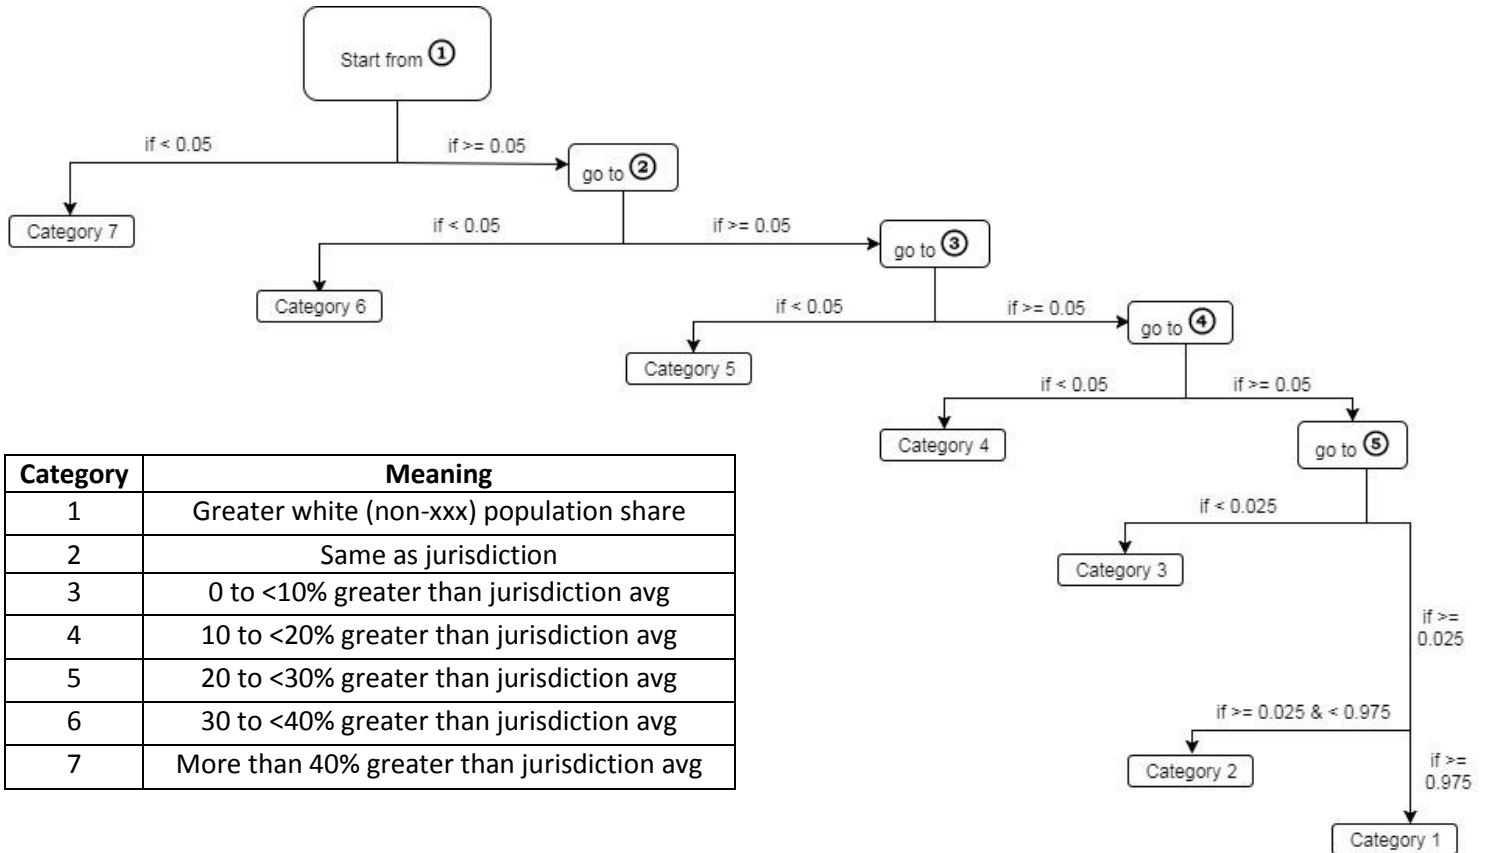 Start from ①
if < 0.05
if >= 0.05
go to ②
Category 7
if < 0.05
if >= 0.05
go to ③
Category 6
if < 0.05
if >= 0.05
go to ④
Category 5
if < 0.05
if >= 0.05
go to ⑤
Category 4
if < 0.025
Category 3
if >=
0.025
if >= 0.025 & < 0.975
Category 2
if >=
0.975
Category 1
Category Meaning
1 Greater white (non-xxx) population share
2 Same as jurisdiction
3 0 to <10% greater than jurisdiction avg
4 10 to <20% greater than jurisdiction avg
5 20 to <30% greater than jurisdiction avg
6 30 to <40% greater than jurisdiction avg
7 More than 40% greater than jurisdiction avg